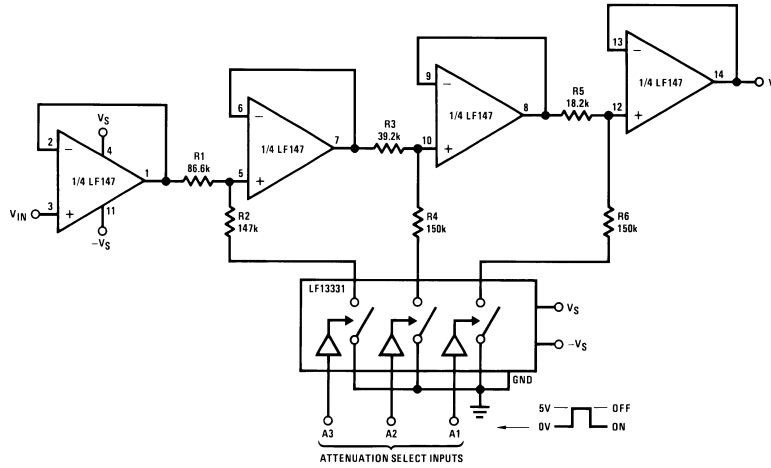 13
−
14
1/4 LF147
12
+
V
9
−
8
1/4 LF147
10
+
R5
18.2k
6
−
7
1/4 LF147
5
+
R3
39.2k
VS
2
−
4
1
1/4 LF147
11
3
+
VIN
−VS
R1
86.6k
R2
147k
R4
150k
R6
150k
LF13331
VS
−VS
GND
A3
A2
A1
5V
OFF
0V
ON
ATTENUATION SELECT INPUTS